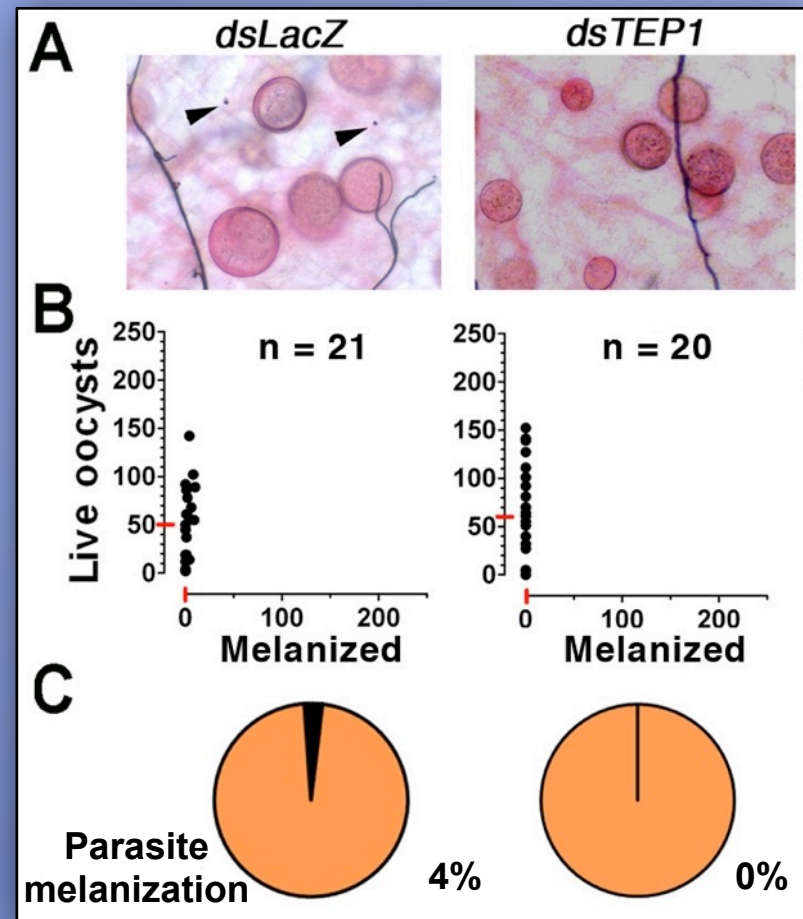 A
dsLacZ
dsTEP1
B
Live oocysts
250
200
150
100
50
0
n = 21
0 100 200
Melanized
250
200
150
100
50
0
n = 20
0 100 200
Melanized
C
Parasite
melanization
4%
0%